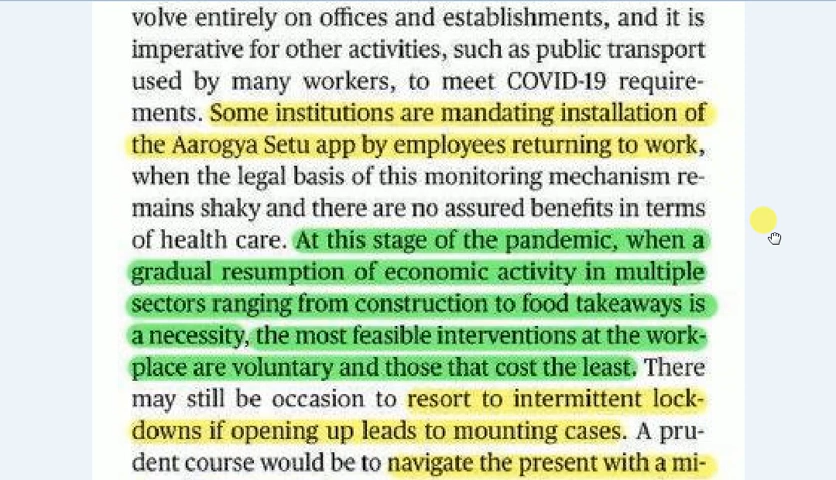 volve entirely on offices and establishments, and it is
imperative for other activities, such as public transport
used by many workers, to meet COVID-19 require-
ments. Some institutions are mandating installation of
the Aarogya Setu app by employees returning to work,
when the legal basis of this monitoring mechanism re-
mains shaky and there are no assured benefits in terms
of health care. At this stage of the pandemic, when a
gradual resumption of economic activity in multiple
sectors ranging from construction to food takeaways is
a necessity, the most feasible interventions at the work-
place are voluntary and those that cost the least. There
may still be occasion to resort to intermittent lock-
downs if opening up leads to mounting cases. A pru-
dent course would be to navigate the present with a mi-